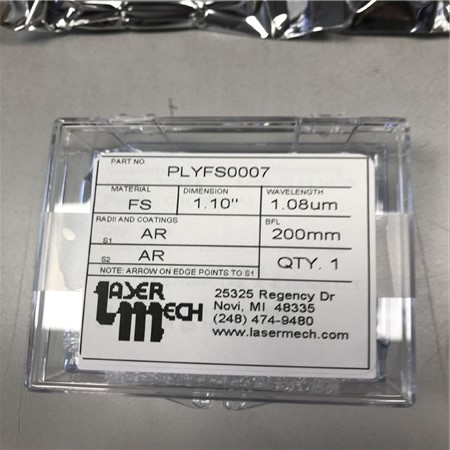 PART NO.
PLYFS0007
MATERIAL DIMENSION WAVELENGTH
FS 1.10" 1.08um
RADII AND COATINGS BFL
S1 AR 200mm
S2 AR QTY. 1
NOTE: ARROW ON EDGE POINTS TO S1
LASER
MECH
25325 Regency Dr
Novi, MI 48335
(248) 474-9480
www.lasermech.com